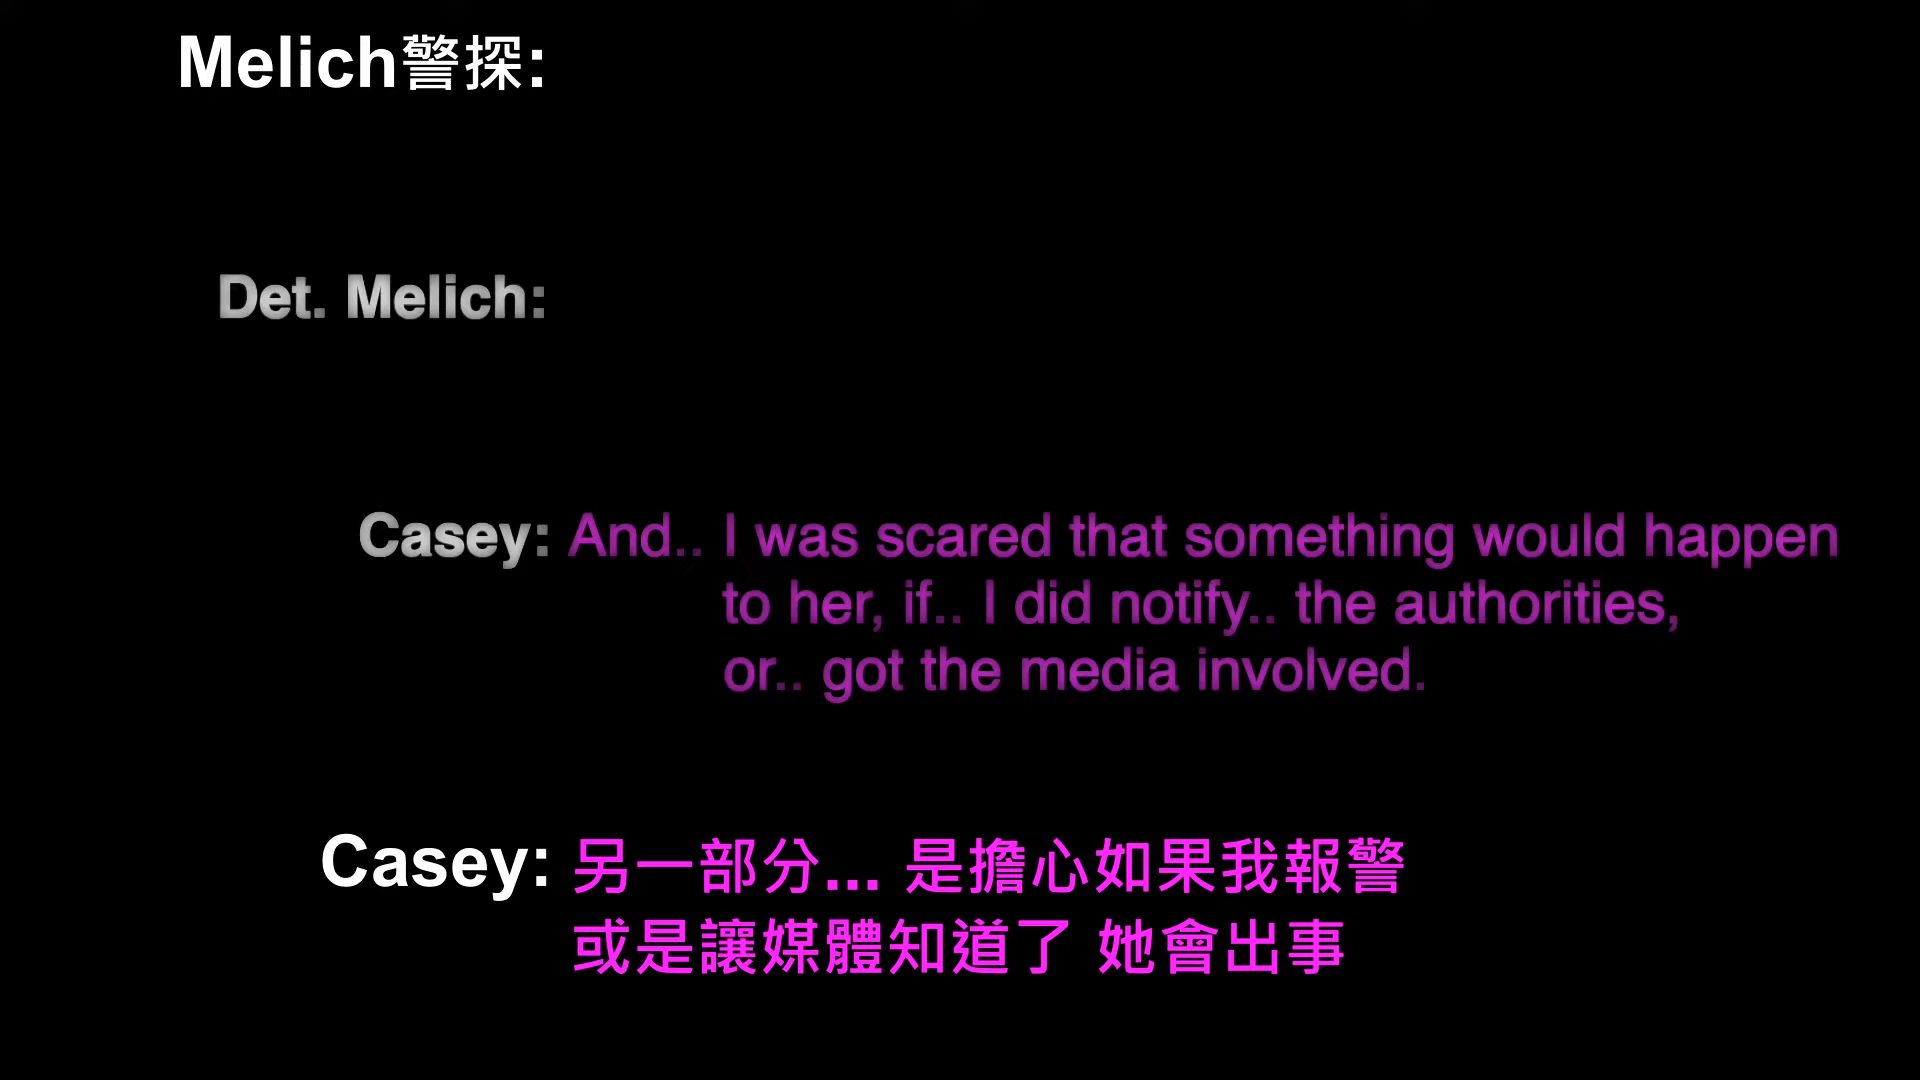 Melich警探:
Det. Melich:
Casey: And.. I was scared that something would happen
to her, if.. I did notify.. the authorities,
or.. got the media involved.
Casey: 另一部分... 是擔心如果我報警
或是讓媒體知道了 她會出事